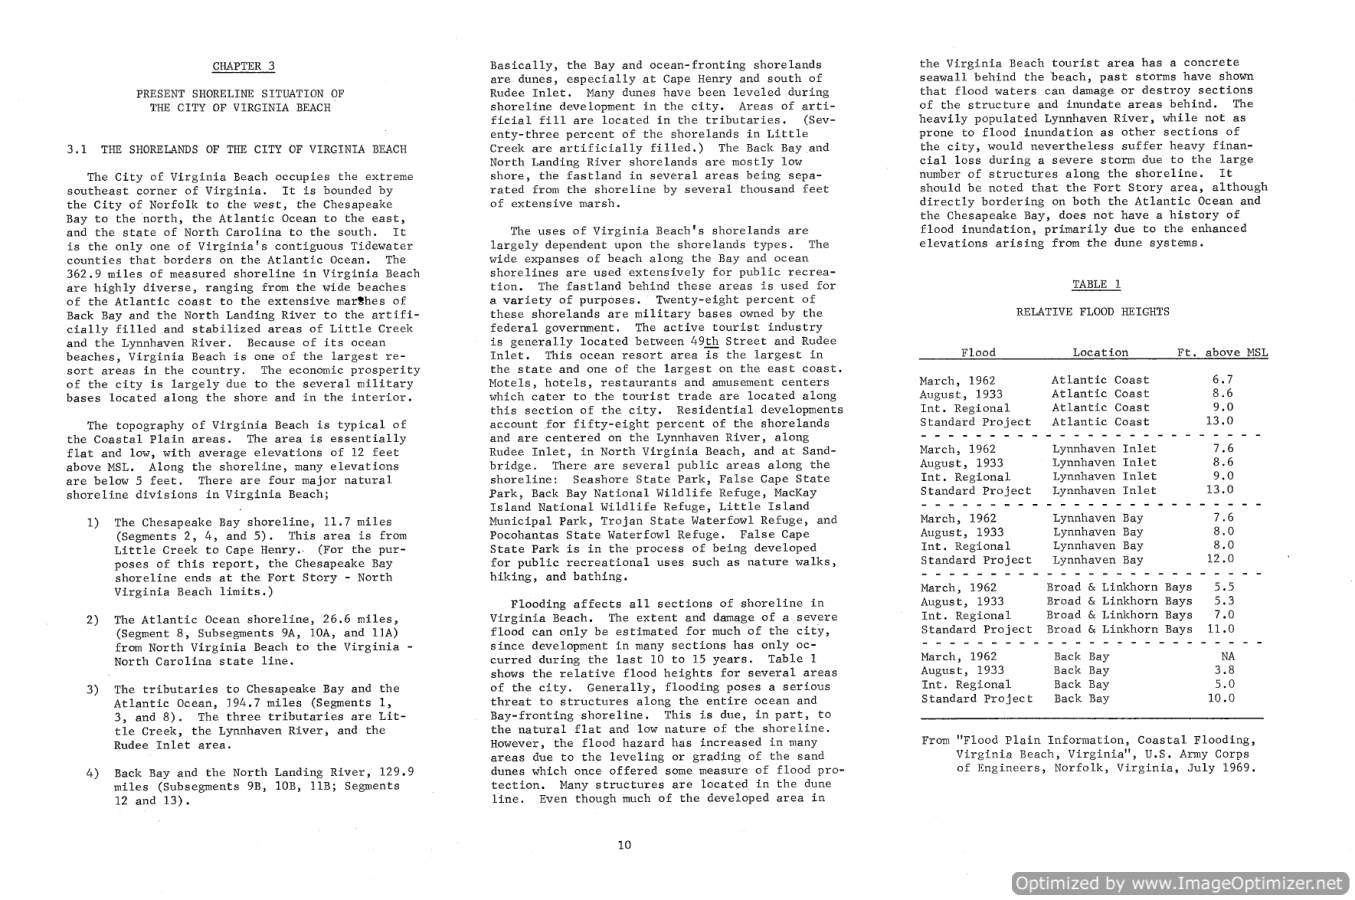 CHAPTER 3
PRESENT SHORELINE SITUATION OF
THE CITY OF VIRGINIA BEACH
3.1 THE SHORELANDS OF THE CITY OF VIRGINIA BEACH
The City of Virginia Beach occupies the extreme
southeast corner of Virginia. It is bounded by
the City of Norfolk to the west, the Chesapeake
Bay to the north, the Atlantic Ocean to the east,
and the state of North Carolina to the south. It
is the only one of Virginia's contiguous Tidewater
counties that borders on the Atlantic Ocean. The
362.9 miles of measured shoreline in Virginia Beach
are highly diverse, ranging from the wide beaches
of the Atlantic coast to the extensive marshes of
Back Bay and the North Landing River to the artifi-
cially filled and stabilized areas of Little Creek
and the Lynnhaven River. Because of its ocean
beaches, Virginia Beach is one of the largest re-
sort areas in the country. The economic prosperity
of the city is largely due to the several military
bases located along the shore and in the interior.
The topography of Virginia Beach is typical of
the Coastal Plain areas. The area is essentially
flat and low, with average elevations of 12 feet
above MSL. Along the shoreline, many elevations
are below 5 feet. There are four major natural
shoreline divisions in Virginia Beach;
1) The Chesapeake Bay shoreline, 11.7 miles
(Segments 2, 4, and 5). This area is from
Little Creek to Cape Henry. (For the pur-
poses of this report, the Chesapeake Bay
shoreline ends at the Fort Story - North
Virginia Beach limits.)
2) The Atlantic Ocean shoreline, 26.6 miles,
(Segment 8, Subsegments 9A, 10A, and 11A)
from North Virginia Beach to the Virginia -
North Carolina state line.
3) The tributaries to Chesapeake Bay and the
Atlantic Ocean, 194.7 miles (Segments 1,
3, and 8). The three tributaries are Lit-
tle Creek, the Lynnhaven River, and the
Rudee Inlet area.
4) Back Bay and the North Landing River, 129.9
miles (Subsegments 9B, 10B, 11B; Segments
12 and 13).
Basically, the Bay and ocean-fronting shorelands
are dunes, especially at Cape Henry and south of
Rudee Inlet. Many dunes have been leveled during
shoreline development in the city. Areas of arti-
ficial fill are located in the tributaries. (Sev-
enty-three percent of the shorelands in Little
Creek are artificially filled.) The Back Bay and
North Landing River shorelands are mostly low
shore, the fastland in several areas being sepa-
rated from the shoreline by several thousand feet
of extensive marsh.
The uses of Virginia Beach's shorelands are
largely dependent upon the shorelands types. The
wide expanses of beach along the Bay and ocean
shorelines are used extensively for public recrea-
tion. The fastland behind these areas is used for
a variety of purposes. Twenty-eight percent of
these shorelands are military bases owned by the
federal government. The active tourist industry
is generally located between 49th Street and Rudee
Inlet. This ocean resort area is the largest in
the state and one of the largest on the east coast.
Motels, hotels, restaurants and amusement centers
which cater to the tourist trade are located along
this section of the city. Residential developments
account for fifty-eight percent of the shorelands
and are centered on the Lynnhaven River, along
Rudee Inlet, in North Virginia Beach, and at Sand-
bridge. There are several public areas along the
shoreline: Seashore State Park, False Cape State
Park, Back Bay National Wildlife Refuge, MacKay
Island National Wildlife Refuge, Little Island
Municipal Park, Trojan State Waterfowl Refuge, and
Pocohantas State Waterfowl Refuge. False Cape
State Park is in the process of being developed
for public recreational uses such as nature walks,
hiking, and bathing.
Flooding affects all sections of shoreline in
Virginia Beach. The extent and damage of a severe
flood can only be estimated for much of the city,
since development in many sections has only oc-
curred during the last 10 to 15 years. Table 1
shows the relative flood heights for several areas
of the city. Generally, flooding poses a serious
threat to structures along the entire ocean and
Bay-fronting shoreline. This is due, in part, to
the natural flat and low nature of the shoreline.
However, the flood hazard has increased in many
areas due to the leveling or grading of the sand
dunes which once offered some measure of flood pro-
tection. Many structures are located in the dune
line. Even though much of the developed area in
the Virginia Beach tourist area has a concrete
seawall behind the beach, past storms have shown
that flood waters can damage or destroy sections
of the structure and inundate areas behind. The
heavily populated Lynnhaven River, while not as
prone to flood inundation as other sections of
the city, would nevertheless suffer heavy finan-
cial loss during a severe storm due to the large
number of structures along the shoreline. It
should be noted that the Fort Story area, although
directly bordering on both the Atlantic Ocean and
the Chesapeake Bay, does not have a history of
flood inundation, primarily due to the enhanced
elevations arising from the dune systems.
TABLE 1
RELATIVE FLOOD HEIGHTS
Flood Location Ft. above MSL
March, 1962 Atlantic Coast 6.7
August, 1933 Atlantic Coast 8.6
Int. Regional Atlantic Coast 9.0
Standard Project Atlantic Coast 13.0
March, 1962 Lynnhaven Inlet 7.6
August, 1933 Lynnhaven Inlet 8.6
Int. Regional Lynnhaven Inlet 9.0
Standard Project Lynnhaven Inlet 13.0
March, 1962 Lynnhaven Bay 7.6
August, 1933 Lynnhaven Bay 8.0
Int. Regional Lynnhaven Bay 8.0
Standard Project Lynnhaven Bay 12.0
March, 1962 Broad & Linkhorn Bays 5.5
August, 1933 Broad & Linkhorn Bays 5.3
Int. Regional Broad & Linkhorn Bays 7.0
Standard Project Broad & Linkhorn Bays 11.0
March, 1962 Back Bay NA
August, 1933 Back Bay 3.8
Int. Regional Back Bay 5.0
Standard Project Back Bay 10.0
From "Flood Plain Information, Coastal Flooding,
Virginia Beach, Virginia", U.S. Army Corps
of Engineers, Norfolk, Virginia, July 1969.
10
Optimized by www.ImageOptimizer.net